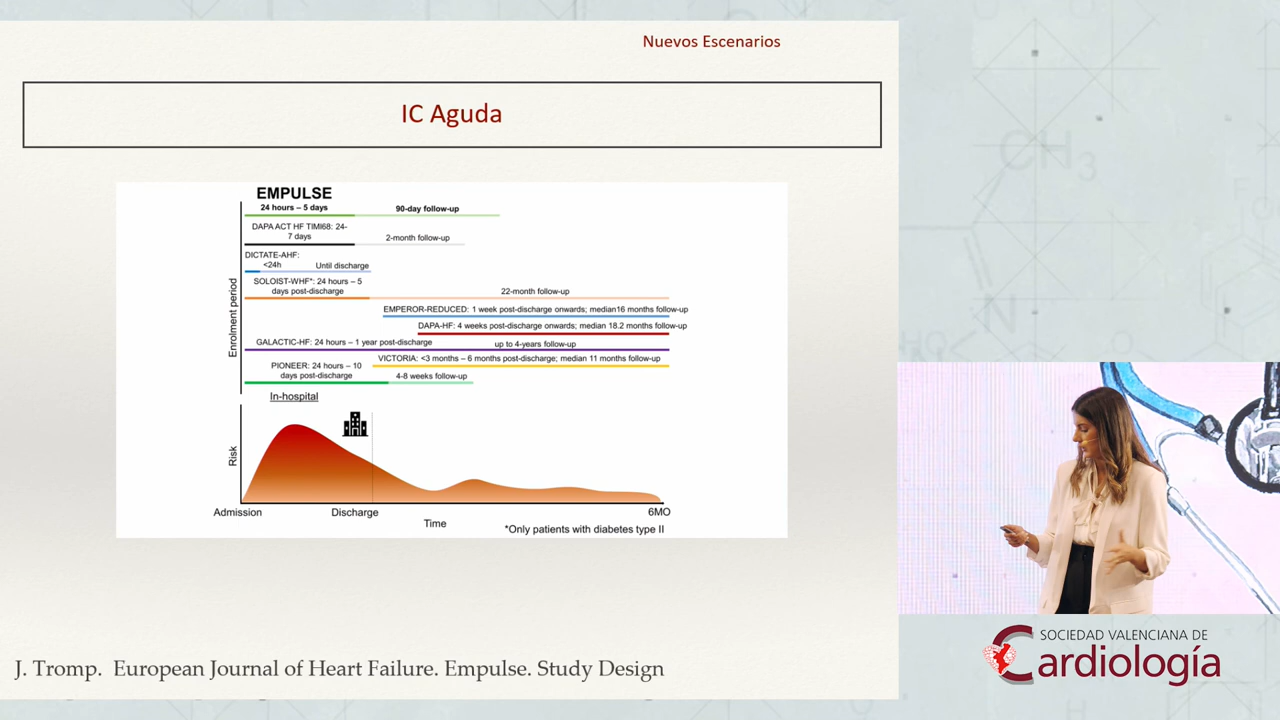 Nuevos Escenarios
IC Aguda
EMPULSE
24 hours – 5 days
90-day follow-up
DAPA ACT HF TIMI68: 24-
7 days
2-month follow-up
DICTATE-AHF:
<24h
Until discharge
SOLOIST-WHF*: 24 hours – 5
days post-discharge
22-month follow-up
EMPEROR-REDUCED: 1 week post-discharge onwards; median16 months follow-up
DAPA-HF: 4 weeks post-discharge onwards; median 18.2 months follow-up
GALACTIC-HF: 24 hours – 1 year post-discharge
up to 4-years follow-up
VICTORIA: <3 months – 6 months post-discharge; median 11 months follow-up
PIONEER: 24 hours – 10
days post-discharge
4-8 weeks follow-up
Enrolment period
In-hospital
Risk
Admission
Discharge
6MO
Time
*Only patients with diabetes type II
J. Tromp. European Journal of Heart Failure. Empulse. Study Design
CH3
N
SOCIEDAD VALENCIANA DE
Cardiología